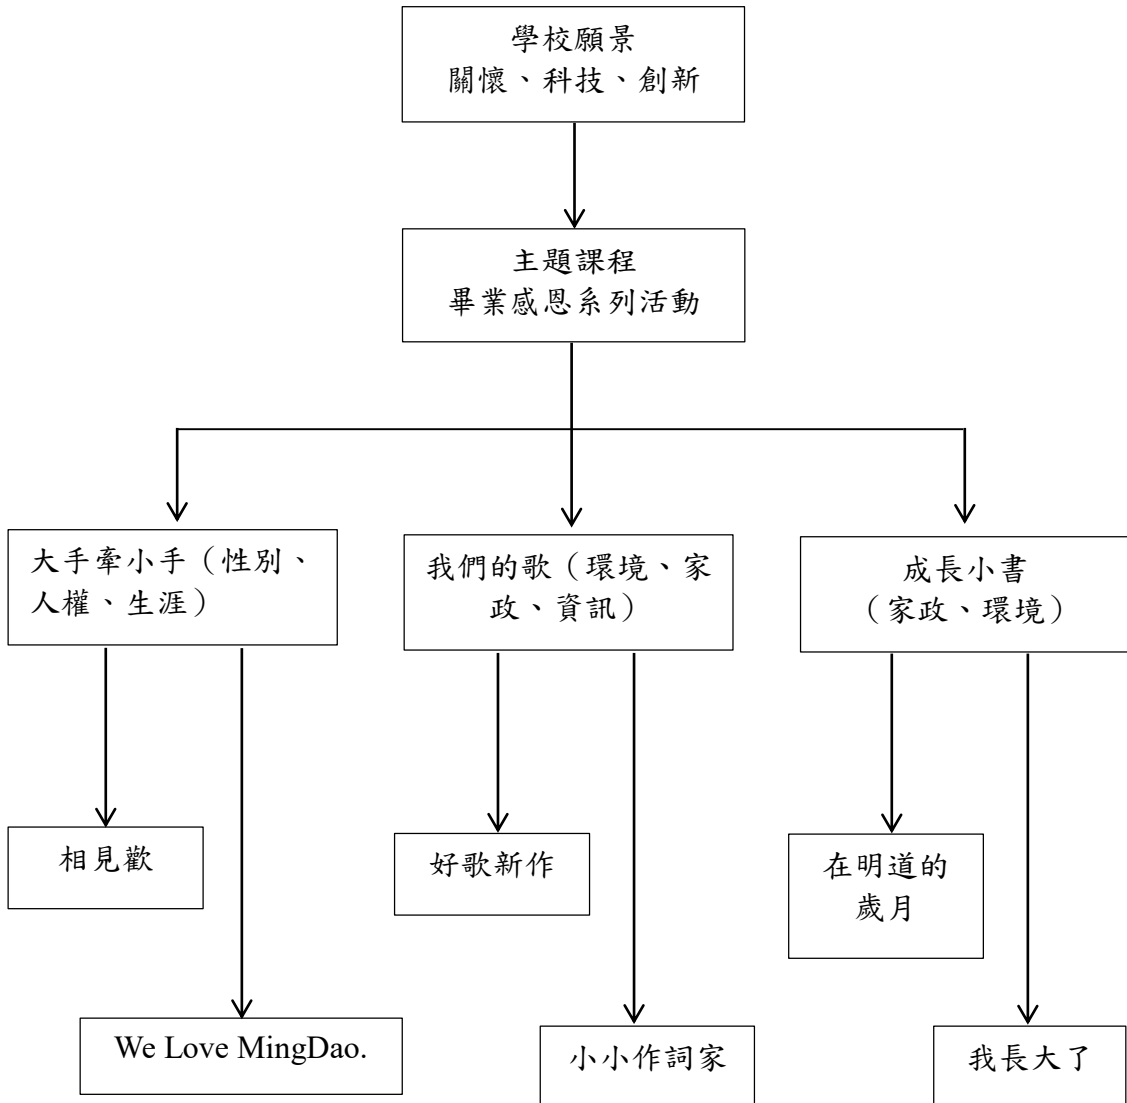 學校願景
關懷、科技、創新
主題課程
畢業感恩系列活動
大手牽小手（性別、
人權、生涯）
我們的歌（環境、家
政、資訊）
成長小書
（家政、環境）
相見歡
好歌新作
在明道的
歲月
We Love MingDao.
小小作詞家
我長大了